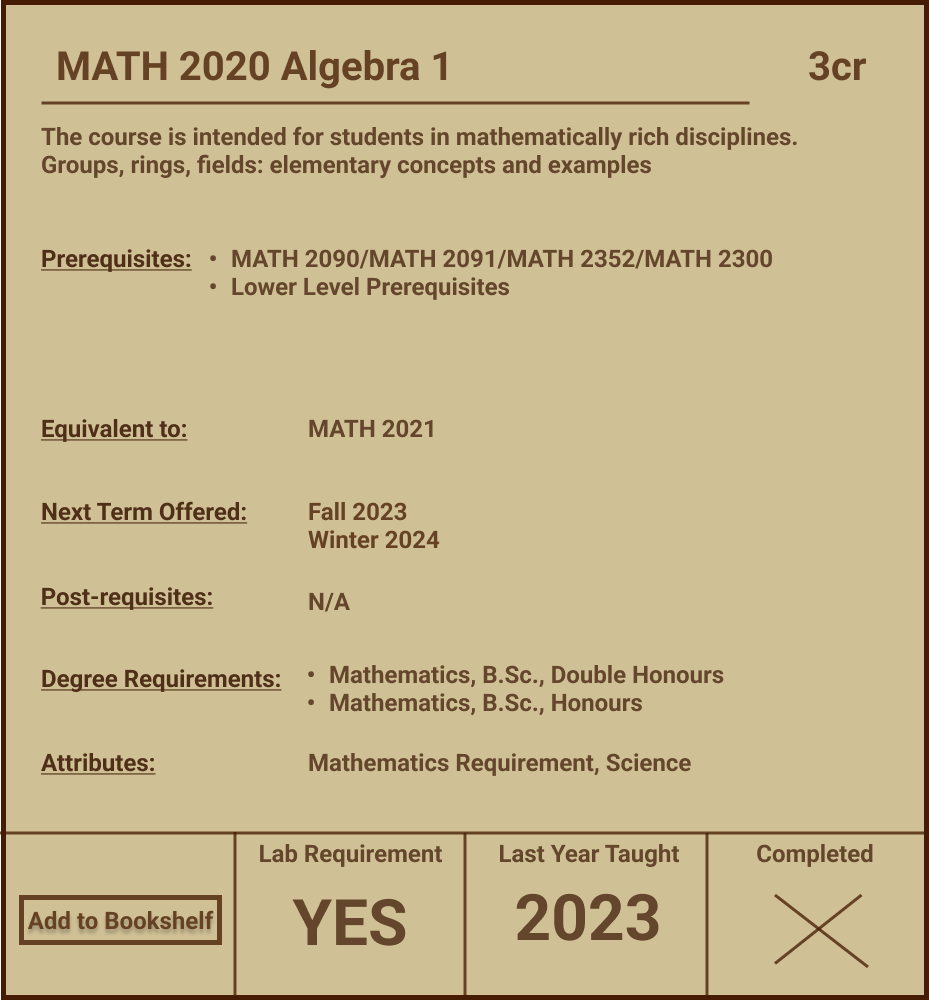 MATH 2020 Algebra 1 3cr
The course is intended for students in mathematically rich disciplines.
Groups, rings, fields: elementary concepts and examples
Prerequisites: • MATH 2090/MATH 2091/MATH 2352/MATH 2300
• Lower Level Prerequisites
Equivalent to: MATH 2021
Next Term Offered: Fall 2023
Winter 2024
Post-requisites: N/A
Degree Requirements: • Mathematics, B.Sc., Double Honours
• Mathematics, B.Sc., Honours
Attributes: Mathematics Requirement, Science
Lab Requirement Last Year Taught Completed
Add to Bookshelf YES 2023